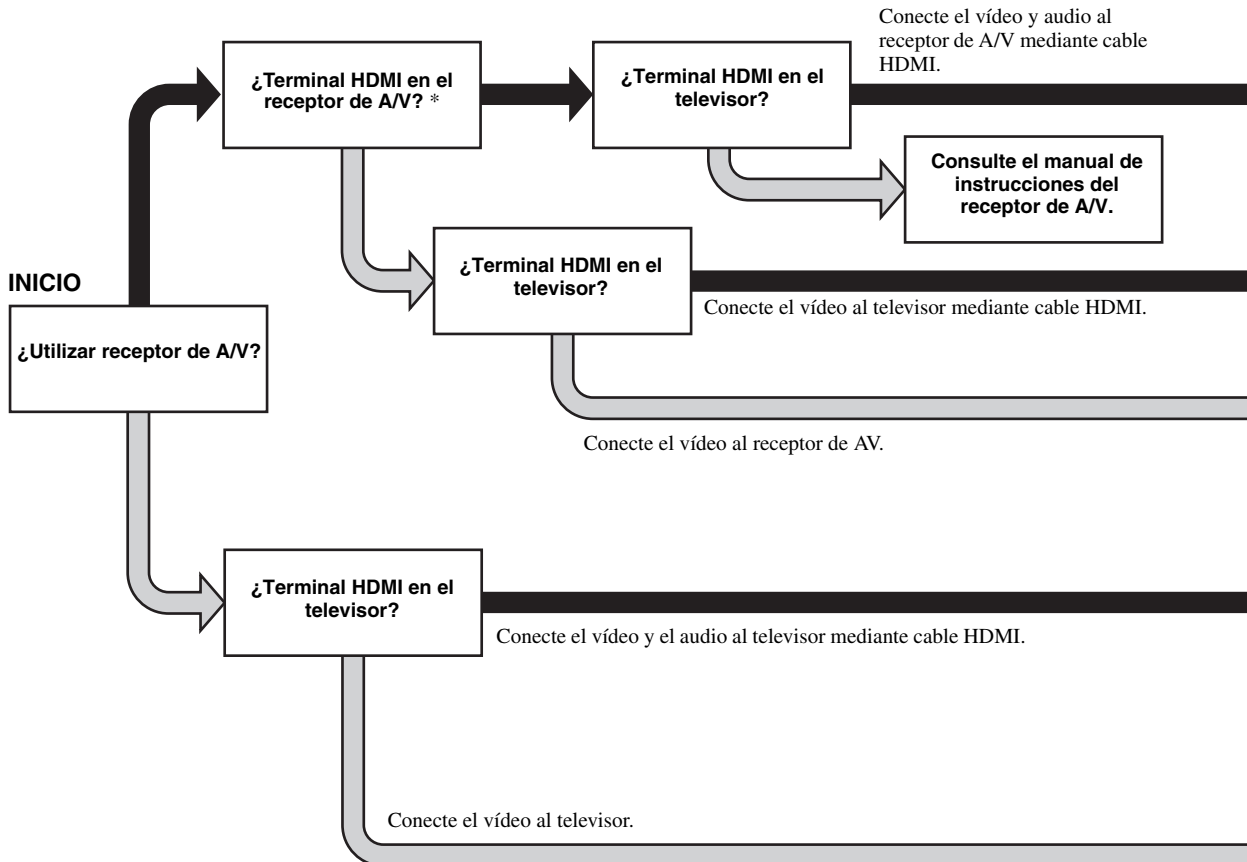 Conecte el vídeo y audio al
receptor de A/V mediante cable
HDMI.
¿Terminal HDMI en el
receptor de A/V? *
¿Terminal HDMI en el
televisor?
Consulte el manual de
instrucciones del
receptor de A/V.
¿Terminal HDMI en el
televisor?
INICIO
Conecte el vídeo al televisor mediante cable HDMI.
¿Utilizar receptor de A/V?
Conecte el vídeo al receptor de AV.
¿Terminal HDMI en el
televisor?
Conecte el vídeo y el audio al televisor mediante cable HDMI.
Conecte el vídeo al televisor.